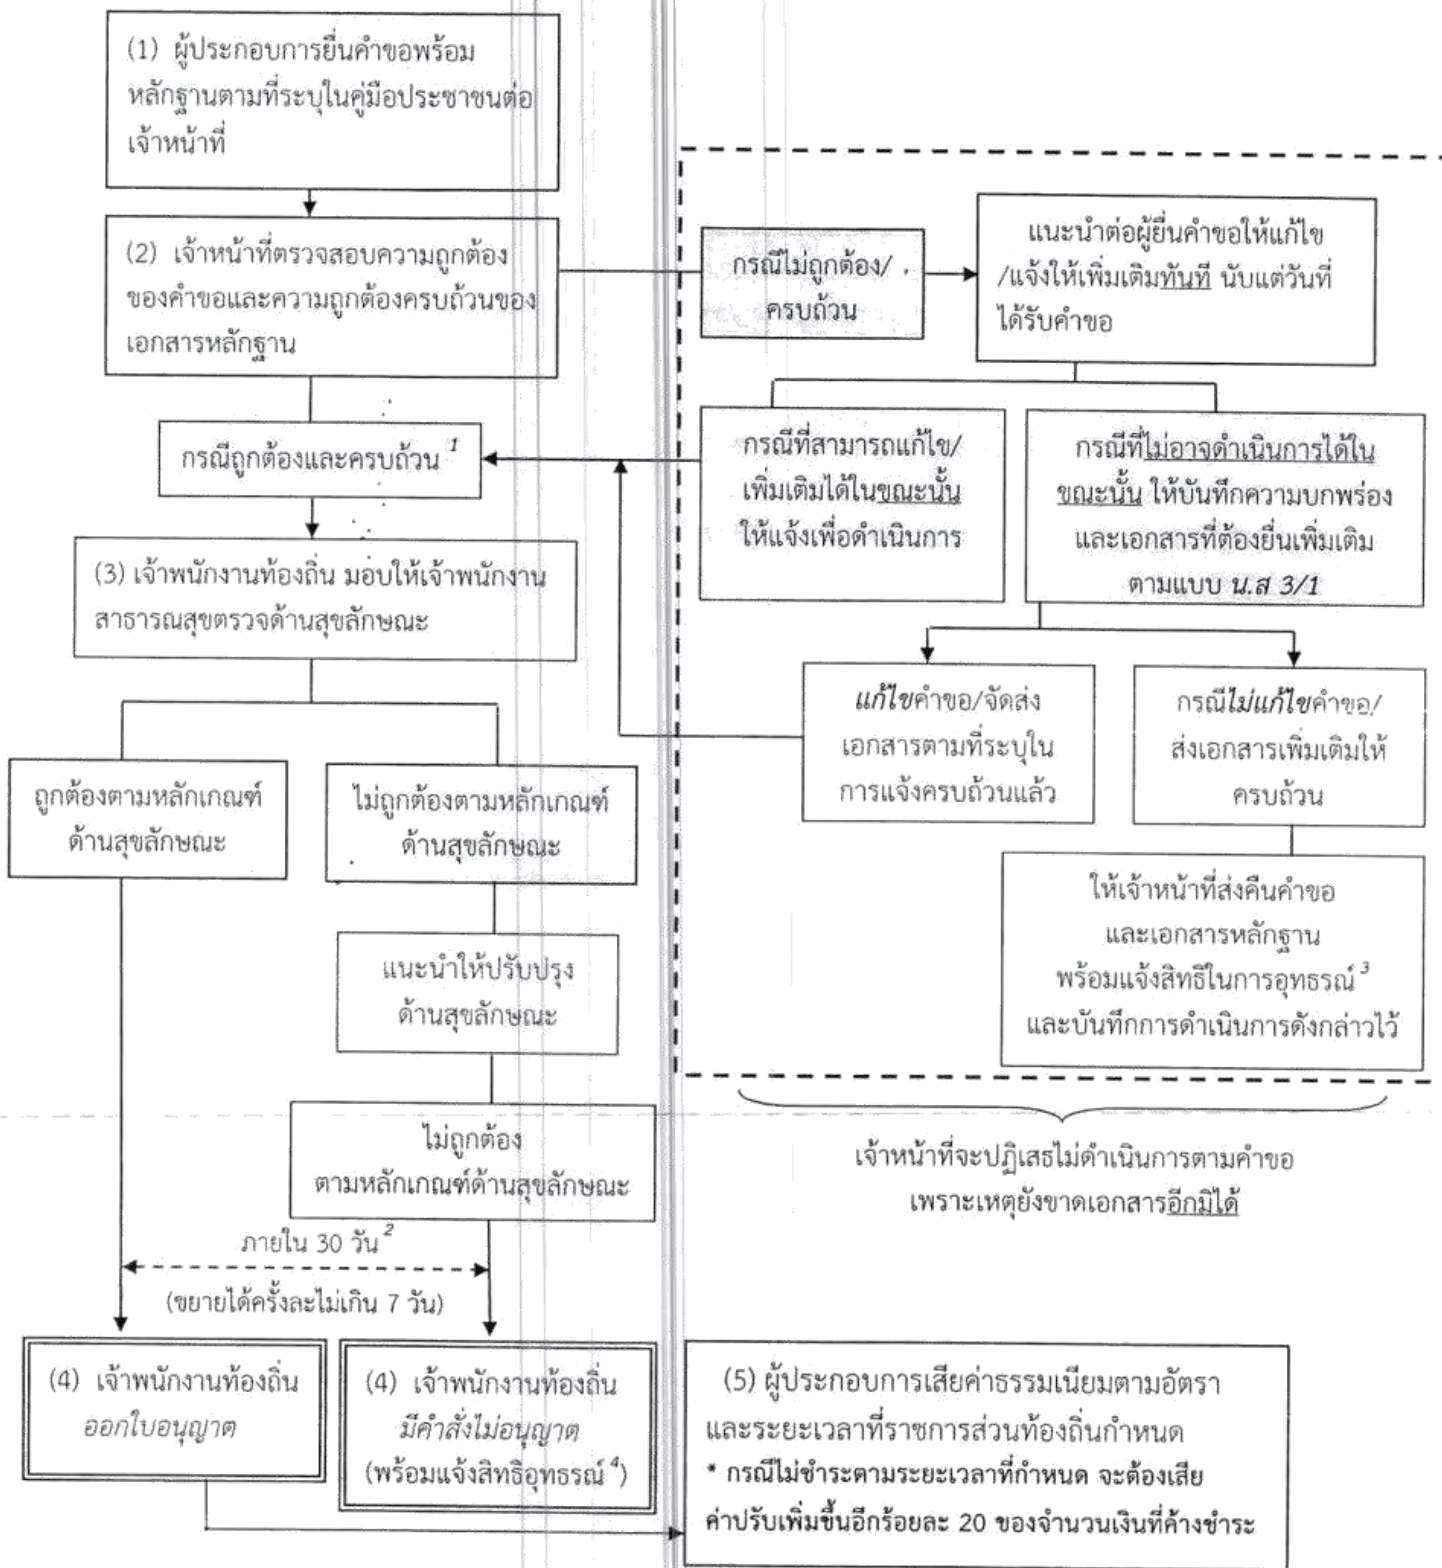 (1) ผู้ประกอบการยื่นคำขอพร้อม
หลักฐานตามที่ระบุในคู่มือประชาชนต่อ
เจ้าหน้าที่
(2) เจ้าหน้าที่ตรวจสอบความถูกต้อง
ของคำขอและความถูกต้องครบถ้วนของ
เอกสารหลักฐาน
กรณีไม่ถูกต้อง/
ครบถ้วน
แนะนำต่อผู้ยื่นคำขอให้แก้ไข
/แจ้งให้เพิ่มเติมทันที นับแต่วันที่
ได้รับคำขอ
กรณีถูกต้องและครบถ้วน 1
กรณีที่สามารถแก้ไข/
เพิ่มเติมได้ในขณะนั้น
ให้แจ้งเพื่อดำเนินการ
กรณีที่ไม่อาจดำเนินการได้ใน
ขณะนั้น ให้บันทึกความบกพร่อง
และเอกสารที่ต้องยื่นเพิ่มเติม
ตามแบบ น.ส 3/1
(3) เจ้าพนักงานท้องถิ่น มอบให้เจ้าพนักงาน
สาธารณสุขตรวจด้านสุขลักษณะ
แก้ไขคำขอ/จัดส่ง
เอกสารตามที่ระบุใน
การแจ้งครบถ้วนแล้ว
กรณีไม่แก้ไขคำขอ/
ส่งเอกสารเพิ่มเติมให้
ครบถ้วน
ถูกต้องตามหลักเกณฑ์
ด้านสุขลักษณะ
ไม่ถูกต้องตามหลักเกณฑ์
ด้านสุขลักษณะ
ให้เจ้าหน้าที่ส่งคืนคำขอ
และเอกสารหลักฐาน
พร้อมแจ้งสิทธิในการอุทธรณ์ 3
และบันทึกการดำเนินการดังกล่าวไว้
แนะนำให้ปรับปรุง
ด้านสุขลักษณะ
ไม่ถูกต้อง
ตามหลักเกณฑ์ด้านสุขลักษณะ
เจ้าหน้าที่จะปฏิเสธไม่ดำเนินการตามคำขอ
เพราะเหตุยังขาดเอกสารอีกมิได้
ภายใน 30 วัน 2
(ขยายได้ครั้งละไม่เกิน 7 วัน)
(4) เจ้าพนักงานท้องถิ่น
ออกใบอนุญาต
(4) เจ้าพนักงานท้องถิ่น
มีคำสั่งไม่อนุญาต
(พร้อมแจ้งสิทธิอุทธรณ์ 4)
(5) ผู้ประกอบการเสียค่าธรรมเนียมตามอัตรา
และระยะเวลาที่ราชการส่วนท้องถิ่นกำหนด
* กรณีไม่ชำระตามระยะเวลาที่กำหนด จะต้องเสีย
ค่าปรับเพิ่มขึ้นอีกร้อยละ 20 ของจำนวนเงินที่ค้างชำระ